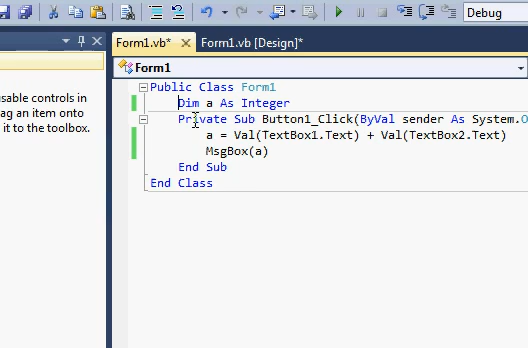 Debug
Form1.vb* Form1.vb [Design]*
Form1
usable controls in
ag an item onto
it to the toolbox.
Public Class Form1
Dim a As Integer
Private Sub Button1_Click(ByVal sender As System.O
a = Val(TextBox1.Text) + Val(TextBox2.Text)
MsgBox(a)
End Sub
End Class